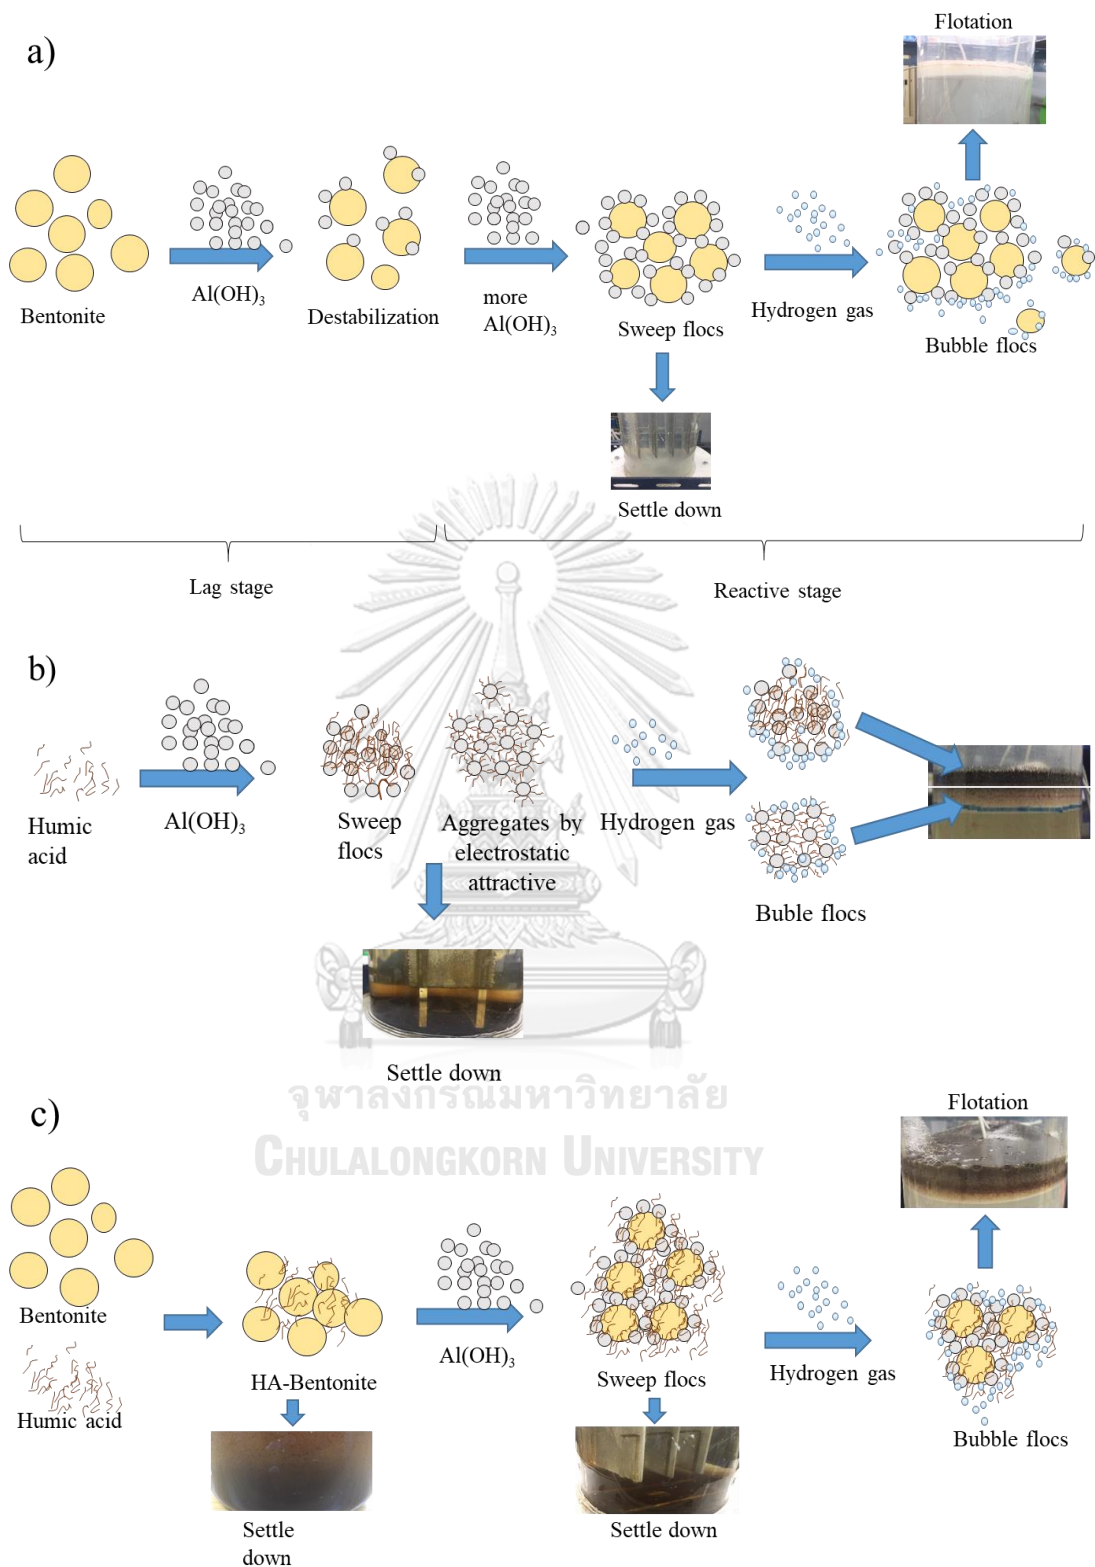 a)
Flotation
Bentonite
Al(OH)₃
Destabilization
more
Al(OH)₃
Sweep flocs
Hydrogen gas
Bubble flocs
Settle down
Lag stage
Reactive stage
b)
Humic
acid
Al(OH)₃
Sweep
flocs
Aggregates by
electrostatic
attractive
Hydrogen gas
Buble flocs
Settle down
จุฬาลงกรณ์มหาวิทยาลัย
CHULALONGKORN UNIVERSITY
c)
Flotation
Bentonite
Humic acid
HA-Bentonite
Al(OH)₃
Sweep flocs
Hydrogen gas
Bubble flocs
Settle
down
Settle down